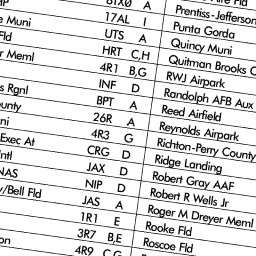 17AL I
e Muni UTS A
Fld HRT C,H
r Meml 4R1 B,G
INF D
s Rgnl BPT A
ounty 26R A
ni 4R3 G
Exec At CRG D
ntl JAX D
NAS NIP D
y/Bell Fld JAS A
1R1 E
3R7 B,E
on 4R9 C,G
Fld
Prentiss-Jefferson
Punta Gorda
Quincy Muni
Quitman Brooks C
RWJ Airpark
Randolph AFB Aux
Reed Airfield
Reynolds Airpark
Richton-Perry County
Ridge Landing
Robert Gray AAF
Robert R Wells Jr
Roger M Dreyer Meml
Rooke Fld
Roscoe Fld